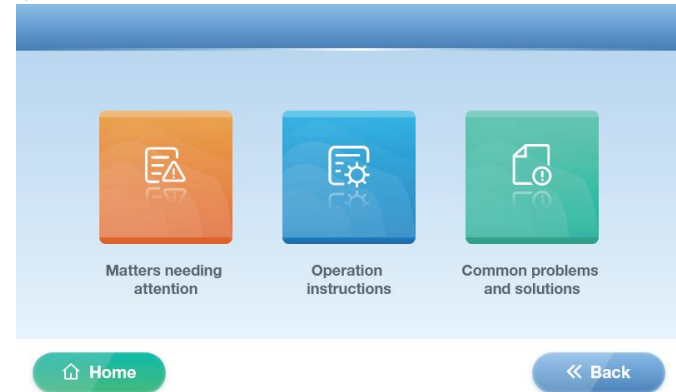 Matters needing
attention
Operation
instructions
Common problems
and solutions
Home
Back